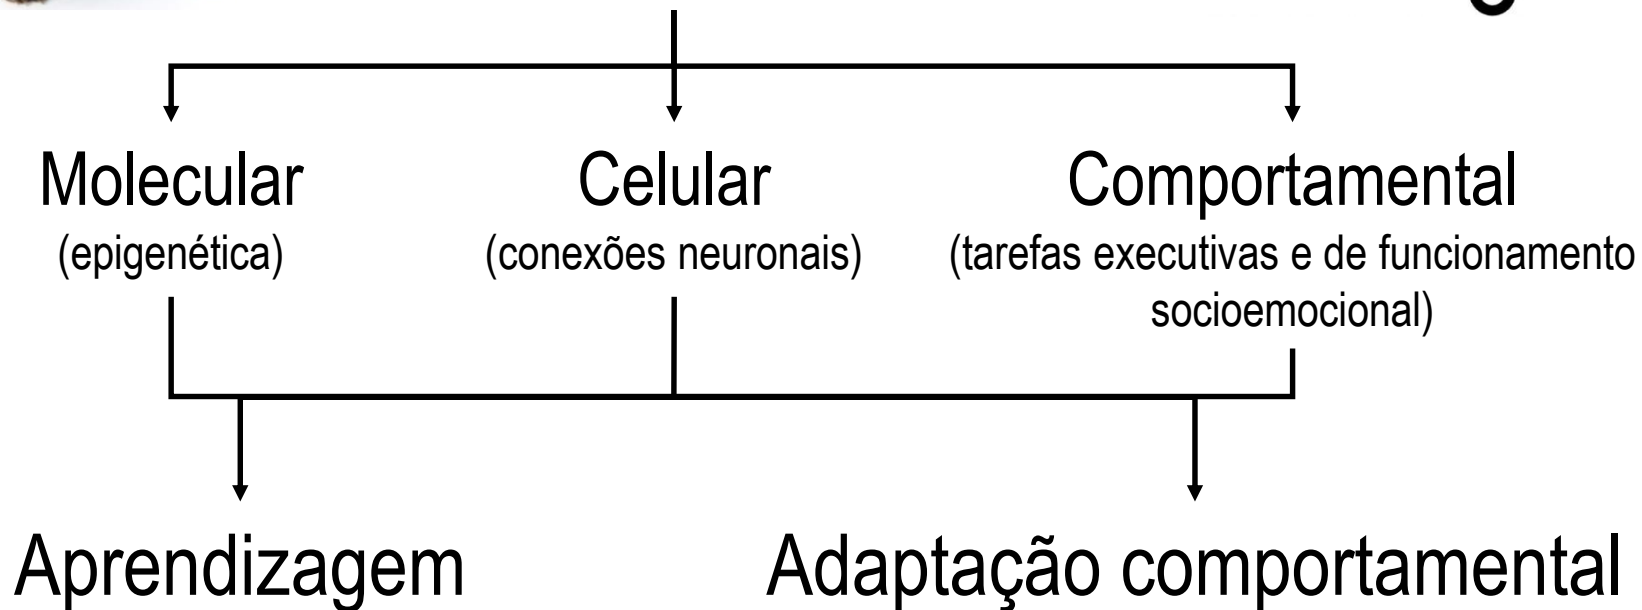 Molecular
Celular
Comportamental
(epigenética)
(conexões neuronais)
(tarefas executivas e de funcionamento
socioemocional)
Aprendizagem
Adaptação comportamental